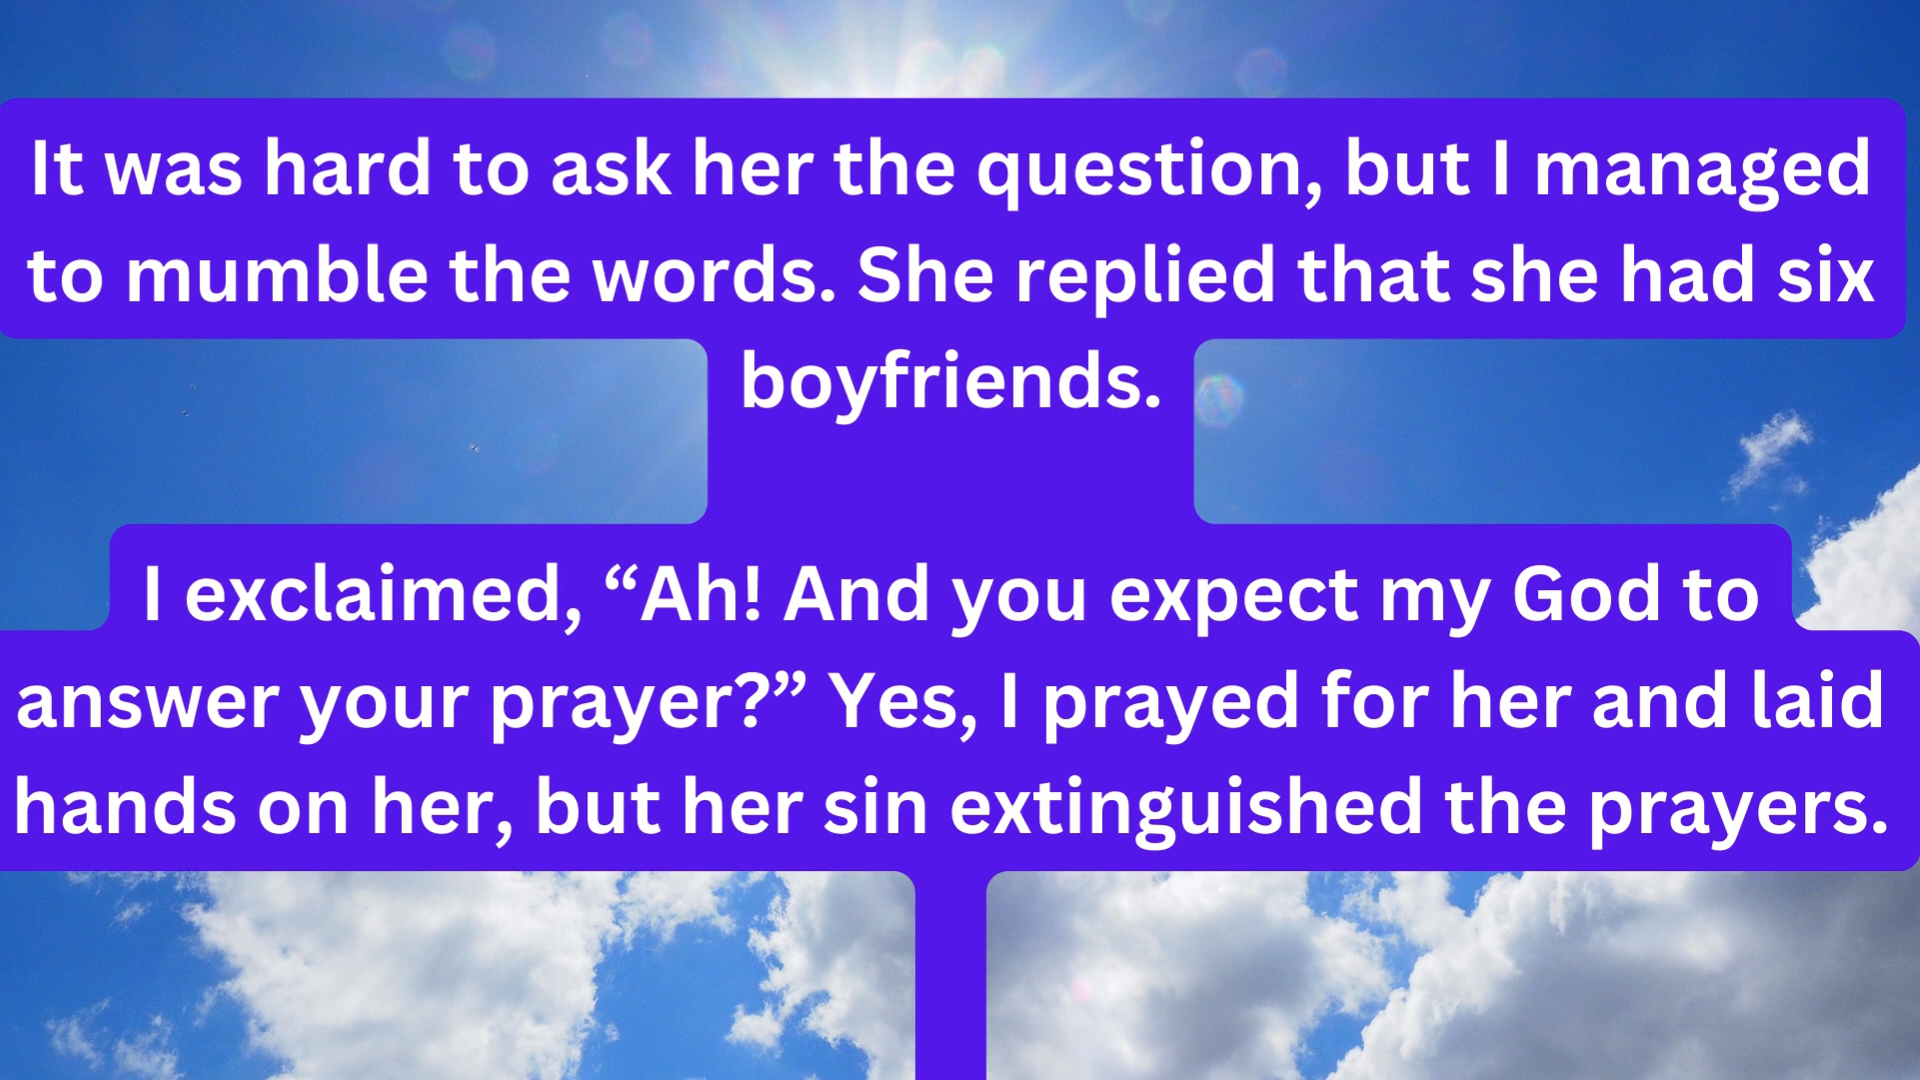 It was hard to ask her the question, but I managed
to mumble the words. She replied that she had six
boyfriends.
I exclaimed, “Ah! And you expect my God to
answer your prayer?” Yes, I prayed for her and laid
hands on her, but her sin extinguished the prayers.